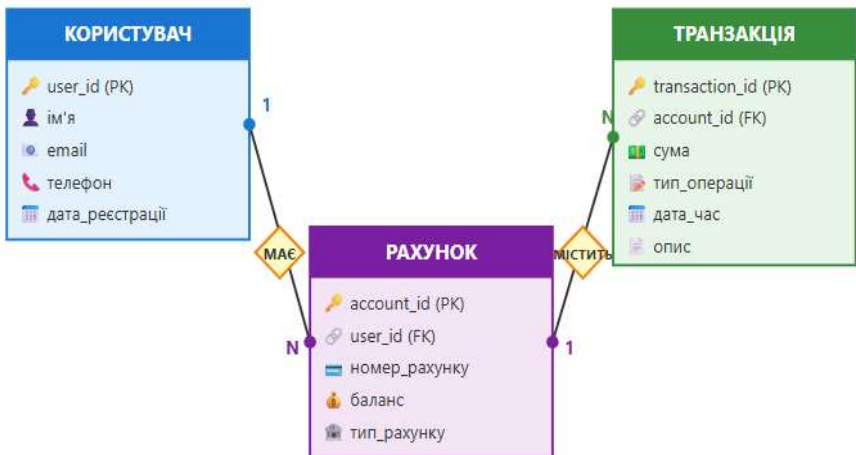 КОРИСТУВАЧ
user_id (PK)
ім'я
email
телефон
дата_реєстрації
1
МАЄ
N
РАХУНОК
account_id (PK)
user_id (FK)
номер_рахунку
баланс
тип_рахунку
1
МІСТИТЬ
N
ТРАНЗАКЦІЯ
transaction_id (PK)
account_id (FK)
сума
тип_операції
дата_час
опис